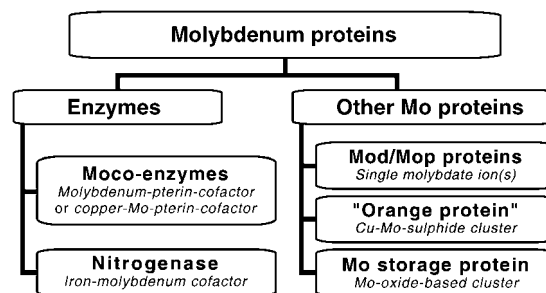 Molybdenum proteins
Enzymes
Other Mo proteins
Moco-enzymes
Molybdenum-pterin-cofactor
or copper-Mo-pterin-cofactor
Nitrogenase
Iron-molybdenum cofactor
Mod/Mop proteins
Single molybdate ion(s)
"Orange protein"
Cu-Mo-sulphide cluster
Mo storage protein
Mo-oxide-based cluster